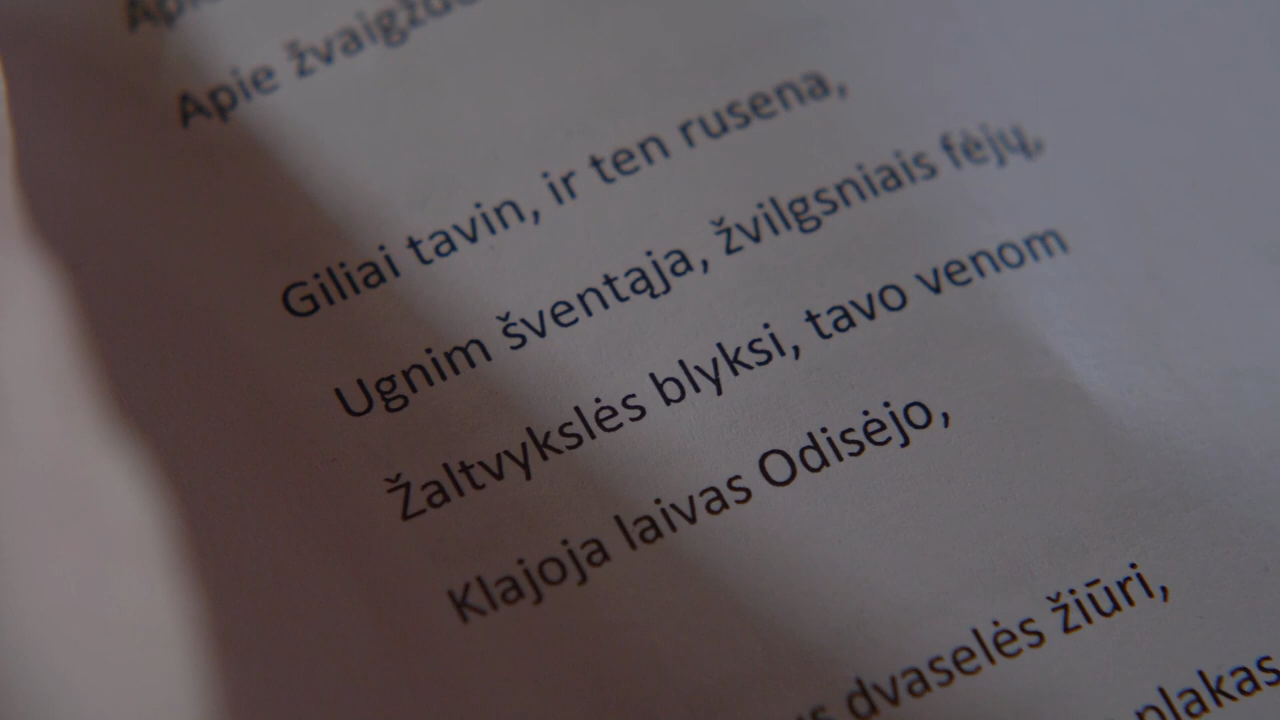 Apie
Apie
Giliai tavin, ir ten rusena,
Ugnim šventąja, žvilgsniais fėjų,
Žaltvykslės blyksi, tavo venom
Klajoja laivas Odisėjo,
dvaselės žiūri,
plakas